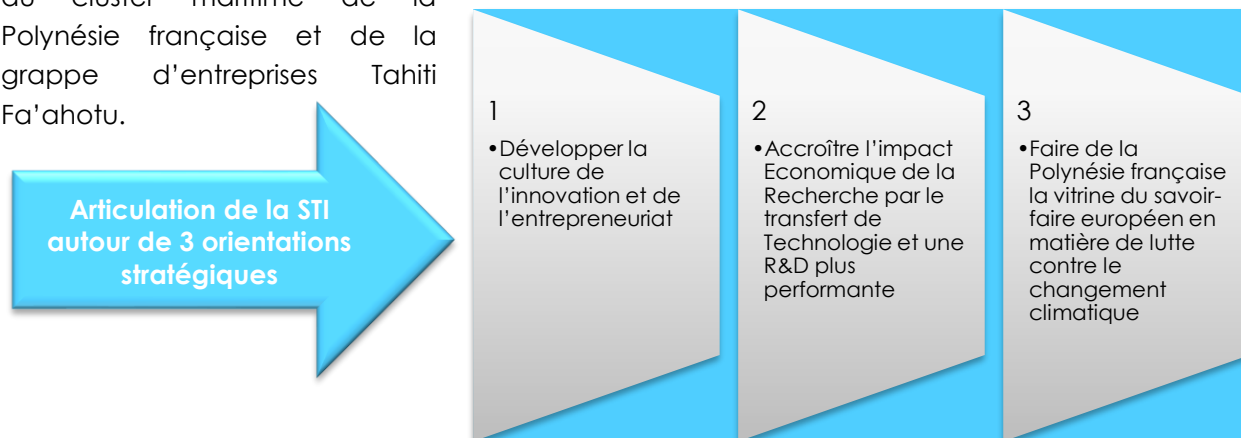 du cluster maritime de la
Polynésie française et de la
grappe d'entreprises Tahiti
Fa'ahotu.
Articulation de la STI
autour de 3 orientations
stratégiques
1
•Développer la
culture de
l'innovation et de
l'entrepreneuriat
2
•Accroître l'impact
Economique de la
Recherche par le
transfert de
Technologie et une
R&D plus
performante
3
•Faire de la
Polynésie française
la vitrine du savoir-
faire européen en
matière de lutte
contre le
changement
climatique